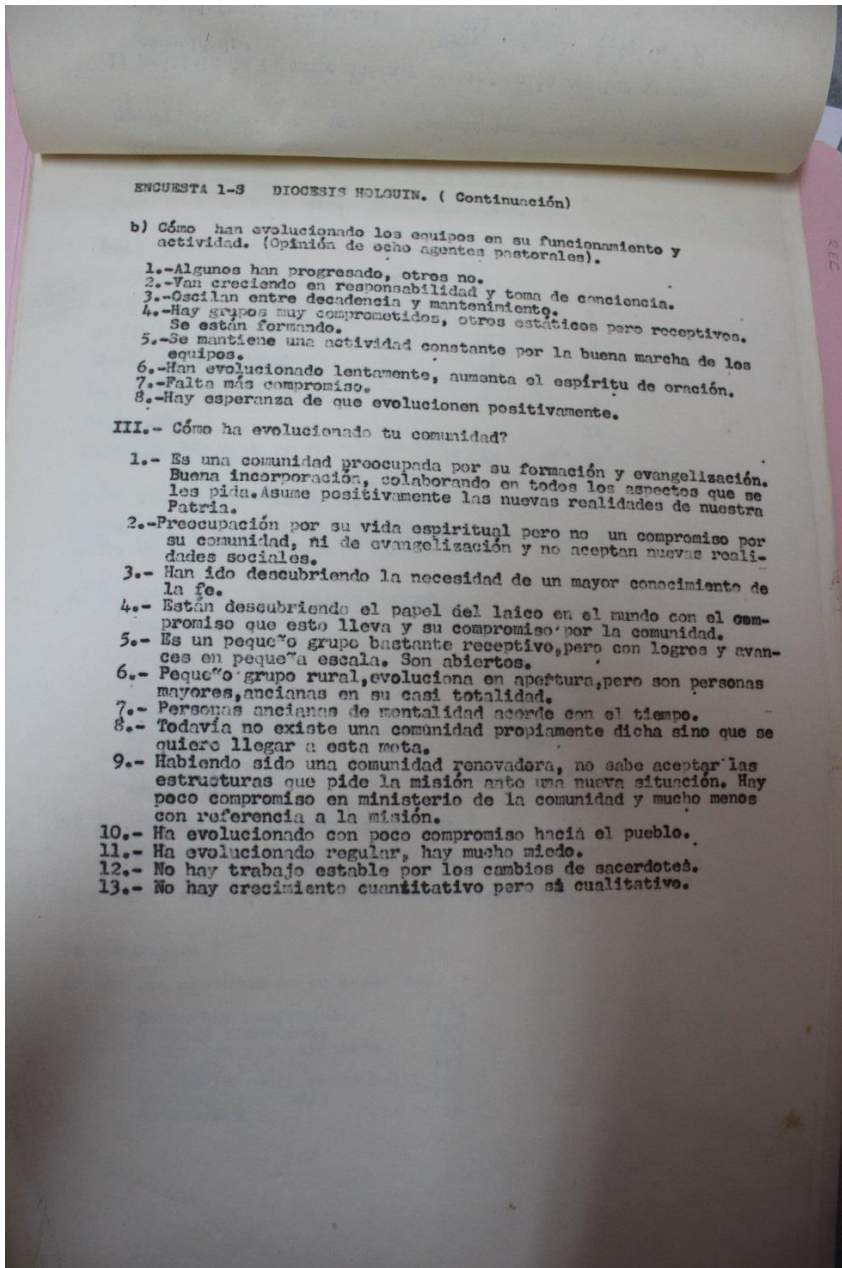 ENCUESTA 1-S   DIOCESIS HOLGUIN. ( Continuación)
b) Cómo han evolucionado los equipos en su funcionamiento y
actividad. (Opinión de ocho agentes pastorales).
1.-Algunos han progresado, otros no.
2.-Van creciendo en responsabilidad y toma de conciencia.
3.-Oscilan entre decadencia y mantenimiento.
4.-Hay grupos muy comprometidos, otros estáticos pero receptivos.
Se están formando.
5.-Se mantiene una actividad constante por la buena marcha de los
equipos.
6.-Han evolucionado lentamente, aumenta el espíritu de oración.
7.-Falta más compromiso.
8.-Hay esperanza de que evolucionen positivamente.
III.- Cómo ha evolucionado tu comunidad?
1.- Es una comunidad preocupada por su formación y evangelización.
Buena incorporación, colaborando en todos los aspectos que se
les pida.Asume positivamente las nuevas realidades de nuestra
Patria.
2.-Preocupación por su vida espiritual pero no un compromiso por
su comunidad, ni de evangelización y no aceptan nuevas reali-
dades sociales.
3.- Han ido descubriendo la necesidad de un mayor conocimiento de
la fe.
4.- Están descubriendo el papel del laico en el mundo con el com-
promiso que esto lleva y su compromiso por la comunidad.
5.- Es un peque~o grupo bastante receptivo,pero con logros y avan-
ces en peque~a escala. Son abiertos.
6.- Peque~o grupo rural,evoluciona en apertura,pero son personas
mayores,ancianas en su casi totalidad.
7.- Personas ancianas de mentalidad acorde con el tiempo.
8.- Todavía no existe una comunidad propiamente dicha sino que se
quiere llegar a esta meta.
9.- Habiendo sido una comunidad renovadora, no sabe aceptar las
estructuras que pide la misión ante una nueva situación. Hay
poco compromiso en ministerio de la comunidad y mucho menos
con referencia a la misión.
10.- Ha evolucionado con poco compromiso haciá el pueblo.
11.- Ha evolucionado regular, hay mucho miedo.
12.- No hay trabajo estable por los cambios de sacerdotes.
13.- No hay crecimiento cuantitativo pero sí cualitativo.
REC